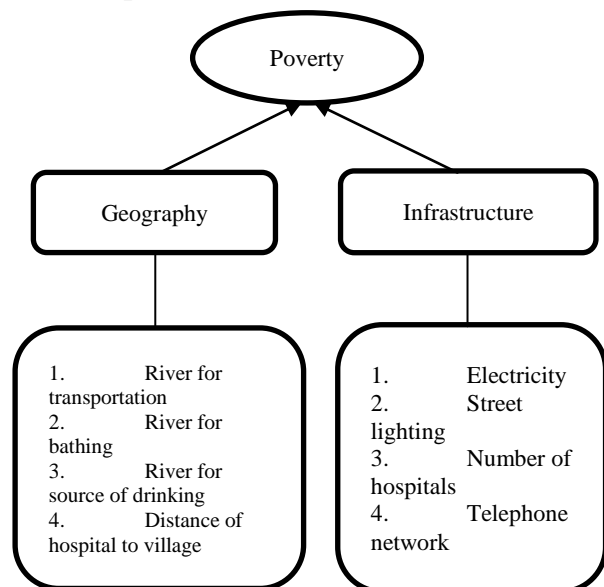 Poverty
Geography
Infrastructure
1. River for
transportation
2. River for
bathing
3. River for
source of drinking
4. Distance of
hospital to village
1. Electricity
2. Street
lighting
3. Number of
hospitals
4. Telephone
network